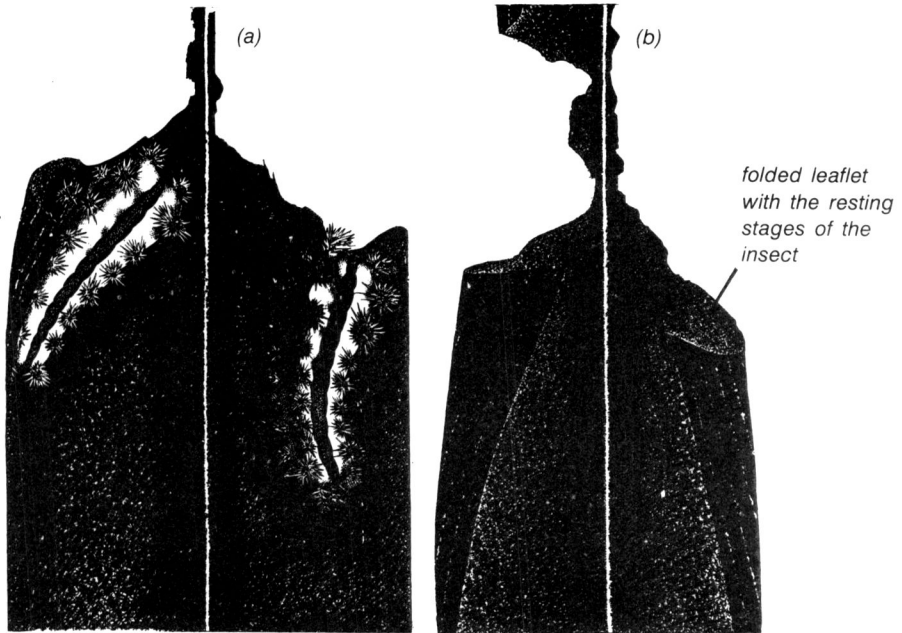 (a)
(b)
folded leaflet
with the resting
stages of the
insect